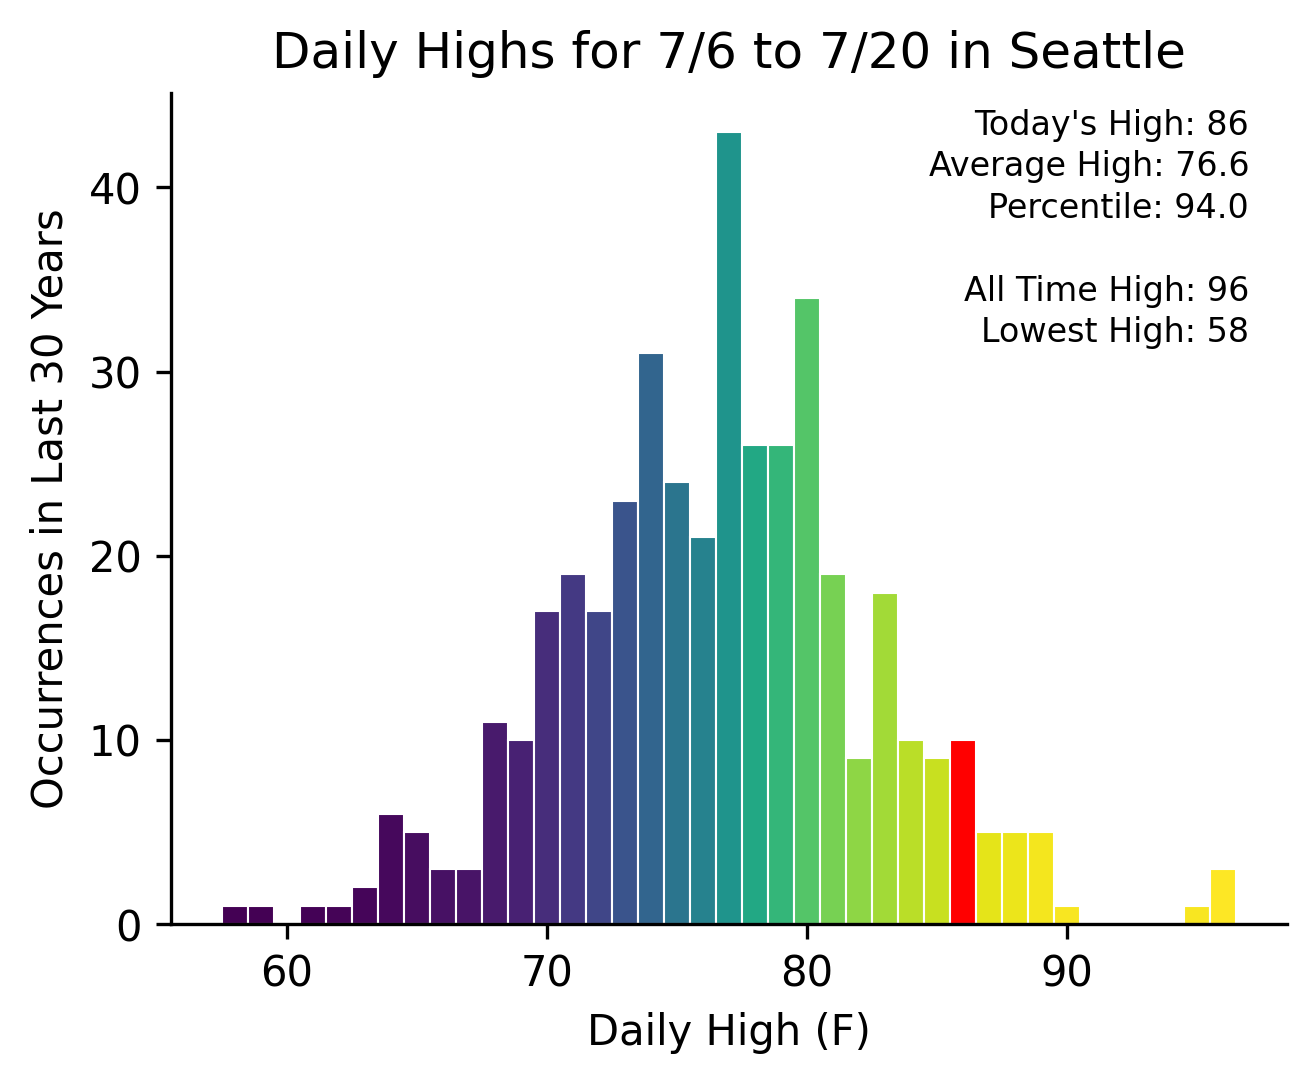 Daily Highs for 7/6 to 7/20 in Seattle
Today's High: 86
Average High: 76.6
Percentile: 94.0
All Time High: 96
Lowest High: 58
Occurrences in Last 30 Years
40
30
20
10
0
60
70
80
90
Daily High (F)